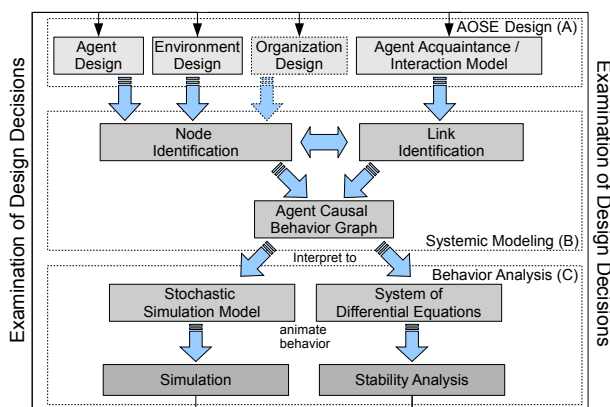 AOSE Design (A)
Agent
Design
Environment
Design
Organization
Design
Agent Acquaintance /
Interaction Model
Examination of Design Decisions
Examination of Design Decisions
Node
Identification
Link
Identification
Agent Causal
Behavior Graph
Systemic Modeling (B)
Interpret to
Behavior Analysis (C)
Stochastic
Simulation Model
System of
Differential Equations
animate
behavior
Simulation
Stability Analysis